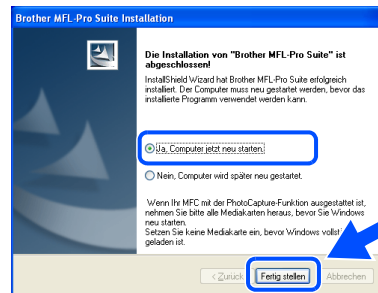 Brother MFL-Pro Suite Installation
Die Installation von "Brother MFL-Pro Suite" ist
abgeschlossen!
InstallShield Wizard hat Brother MFL-Pro Suite erfolgreich
installiert. Der Computer muss neu gestartet werden, bevor das
installierte Programm verwendet werden kann.
Ja, Computer jetzt neu starten.
Nein, Computer wird später neu gestartet.
Wenn Ihr MFC mit der PhotoCapture-Funktion ausgestattet ist,
nehmen Sie bitte alle Mediakarten heraus, bevor Sie Windows
neu starten.
Setzen Sie keine Mediakarte ein, bevor Windows
geladen ist.
< Zurück
Fertig stellen
Abbrechen